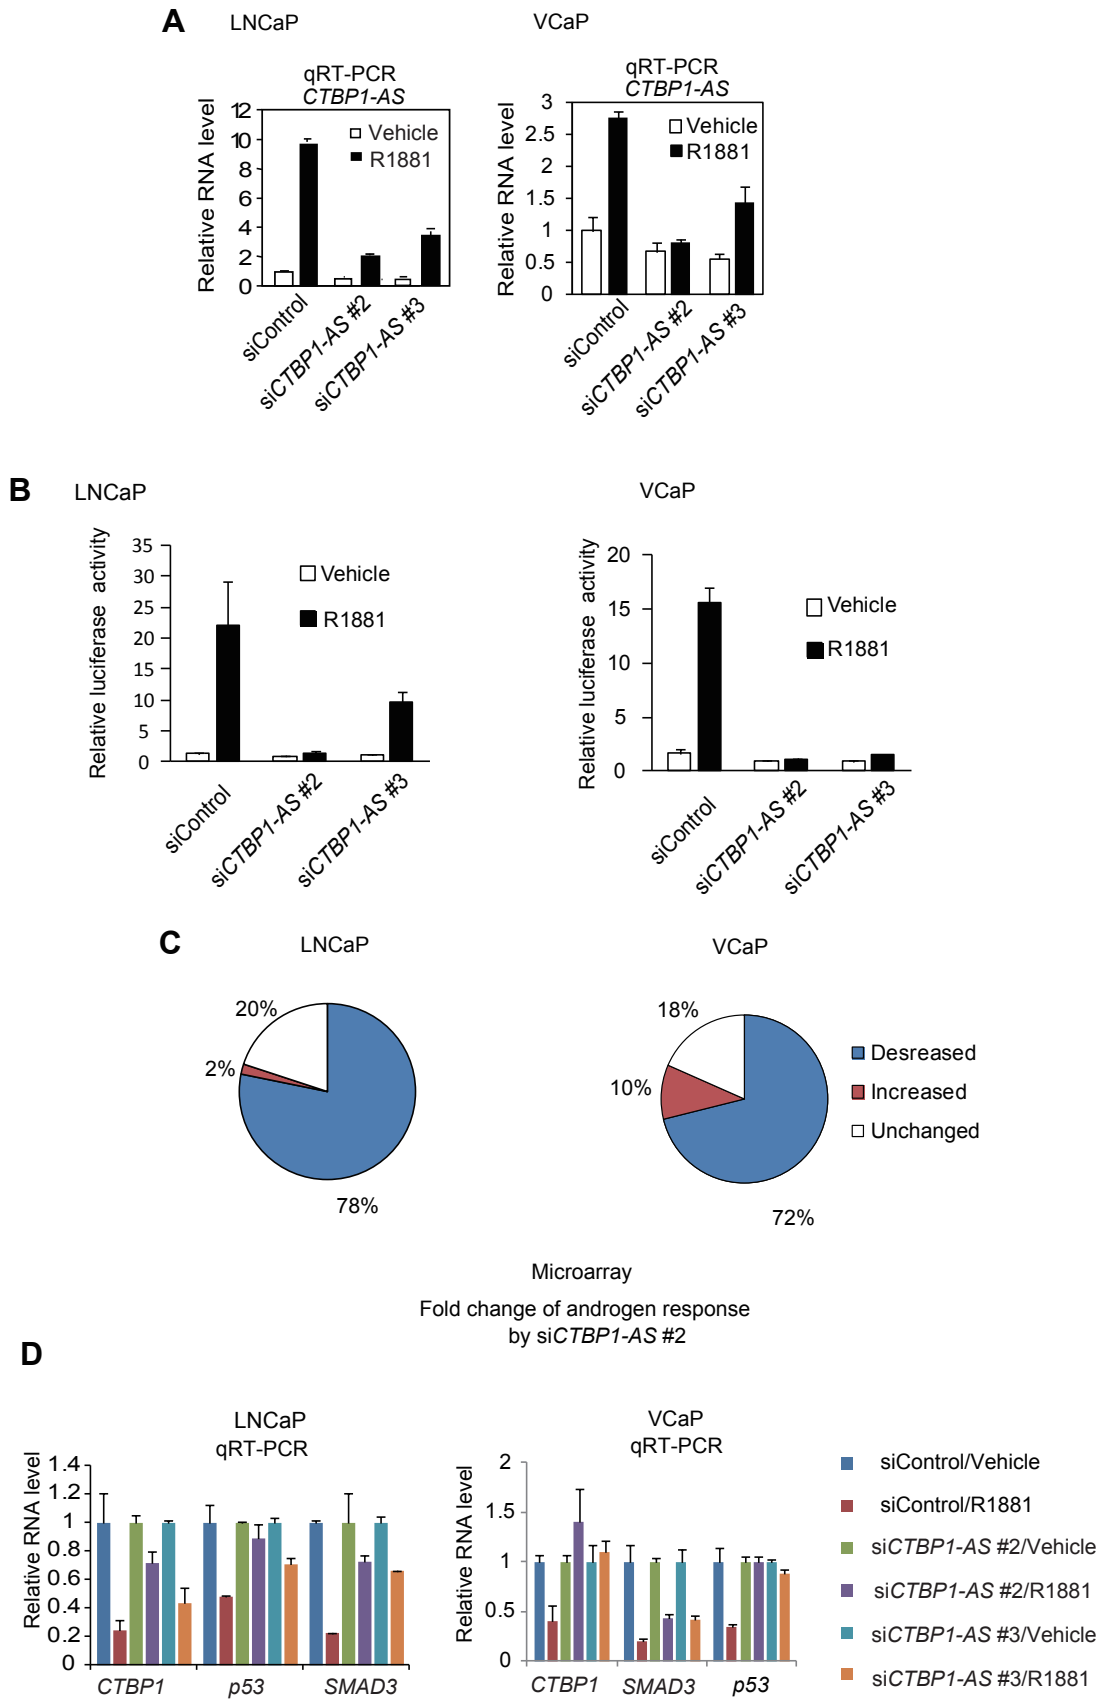 A
LNCaP
VCaP
qRT-PCR
CTBP1-AS
Relative RNA level
12
10
8
6
4
2
0
Vehicle
R1881
siControl
siCTBP1-AS #2
siCTBP1-AS #3
qRT-PCR
CTBP1-AS
Relative RNA level
3
2.5
2
1.5
1
0.5
0
Vehicle
R1881
siControl
siCTBP1-AS #2
siCTBP1-AS #3
B
LNCaP
VCaP
Relative luciferase activity
35
30
25
20
15
10
5
0
Vehicle
R1881
siControl
siCTBP1-AS #2
siCTBP1-AS #3
Relative luciferase activity
20
15
10
5
0
Vehicle
R1881
siControl
siCTBP1-AS #2
siCTBP1-AS #3
C
LNCaP
VCaP
20%
2%
78%
18%
10%
72%
Desreased
Increased
Unchanged
Microarray
Fold change of androgen response
by siCTBP1-AS #2
D
LNCaP
qRT-PCR
Relative RNA level
1.4
1.2
1
0.8
0.6
0.4
0.2
0
CTBP1
p53
SMAD3
VCaP
qRT-PCR
Relative RNA level
2
1.5
1
0.5
0
CTBP1
SMAD3
p53
siControl/Vehicle
siControl/R1881
siCTBP1-AS #2/Vehicle
siCTBP1-AS #2/R1881
siCTBP1-AS #3/Vehicle
siCTBP1-AS #3/R1881